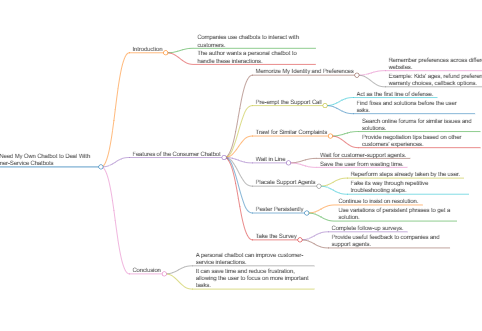 Need My Own Chatbot to Deal With
Service Chatbots
Introduction
Companies use chatbots to interact with
customers.
The author wants a personal chatbot to
handle these interactions.
Features of the Consumer Chatbot
Memorize My Identity and Preferences
Remember preferences across
websites.
Example: Kids' ages, refund
warranty choices, callback options.
Pre-empt the Support Call
Act as the first line of defense.
Find fixes and solutions before the user
asks.
Trawl for Similar Complaints
Search online forums for similar issues and
solutions.
Provide negotiation tips based on other
customers' experiences.
Wait in Line
Wait for customer-support agents.
Save the user from wasting time.
Placate Support Agents
Reperform steps already taken by the user.
Fake its way through repetitive
troubleshooting steps.
Pester Persistently
Continue to insist on resolution.
Use variations of persistent phrases to get a
solution.
Take the Survey
Complete follow-up surveys.
Provide useful feedback to companies and
support agents.
Conclusion
A personal chatbot can improve customer-
service interactions.
It can save time and reduce frustration,
allowing the user to focus on more important
tasks.